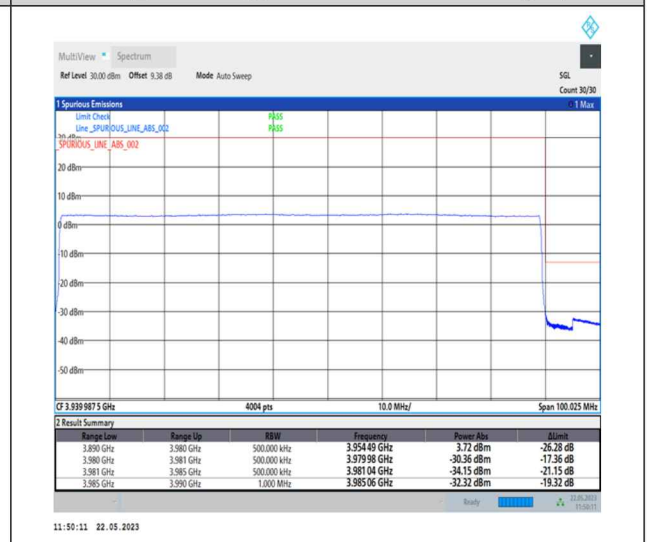 MultiView Spectrum
Ref Level 30.00 dBm Offset 9.38 dB Mode Auto Sweep SGL
Count 30/30
1 Spurious Emissions 1 Max
Limit Check PASS
Line _SPURIOUS_LINE_ABS_002 PASS
_SPURIOUS_LINE_ABS_002
20 dBm
10 dBm
0 dBm
-10 dBm
-20 dBm
-30 dBm
-40 dBm
-50 dBm
CF 3.939 987 5 GHz 4004 pts 10.0 MHz/ Span 100.025 MHz
2 Result Summary
Range Low Range Up RBW Frequency Power Abs ΔLimit
3.890 GHz 3.980 GHz 500.000 kHz 3.954 49 GHz 3.72 dBm -26.28 dB
3.980 GHz 3.981 GHz 500.000 kHz 3.979 98 GHz -30.36 dBm -17.36 dB
3.981 GHz 3.985 GHz 500.000 kHz 3.981 04 GHz -34.15 dBm -21.15 dB
3.985 GHz 3.990 GHz 1.000 MHz 3.985 06 GHz -32.32 dBm -19.32 dB
Ready 22.05.2023
11:50:11
11:50:11 22.05.2023